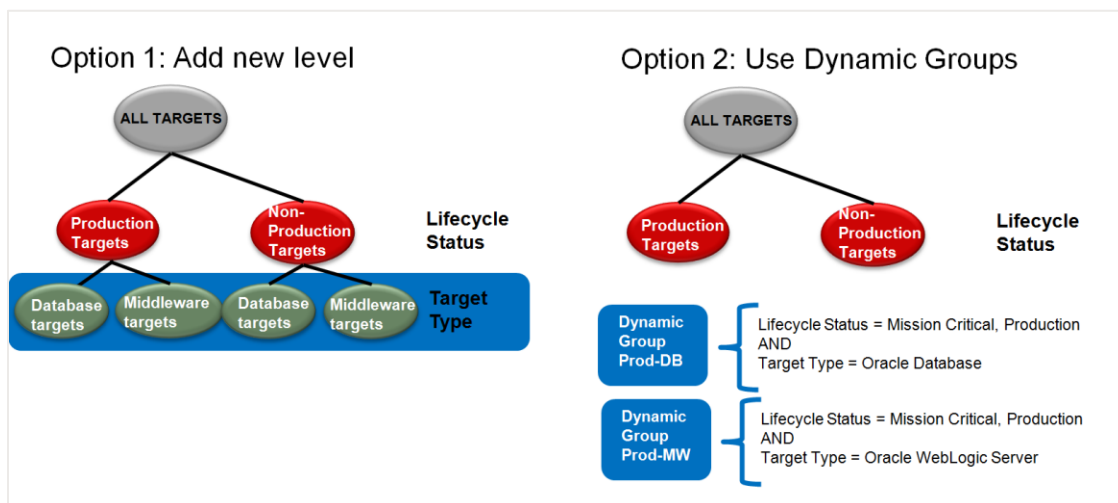 Option 1: Add new level
ALL TARGETS
Production
Targets
Non-
Production
Targets
Lifecycle
Status
Database
targets
Middleware
targets
Database
targets
Middleware
targets
Target
Type
Option 2: Use Dynamic Groups
ALL TARGETS
Production
Targets
Non-
Production
Targets
Lifecycle
Status
Dynamic
Group
Prod-DB
Lifecycle Status = Mission Critical, Production
AND
Target Type = Oracle Database
Dynamic
Group
Prod-MW
Lifecycle Status = Mission Critical, Production
AND
Target Type = Oracle WebLogic Server